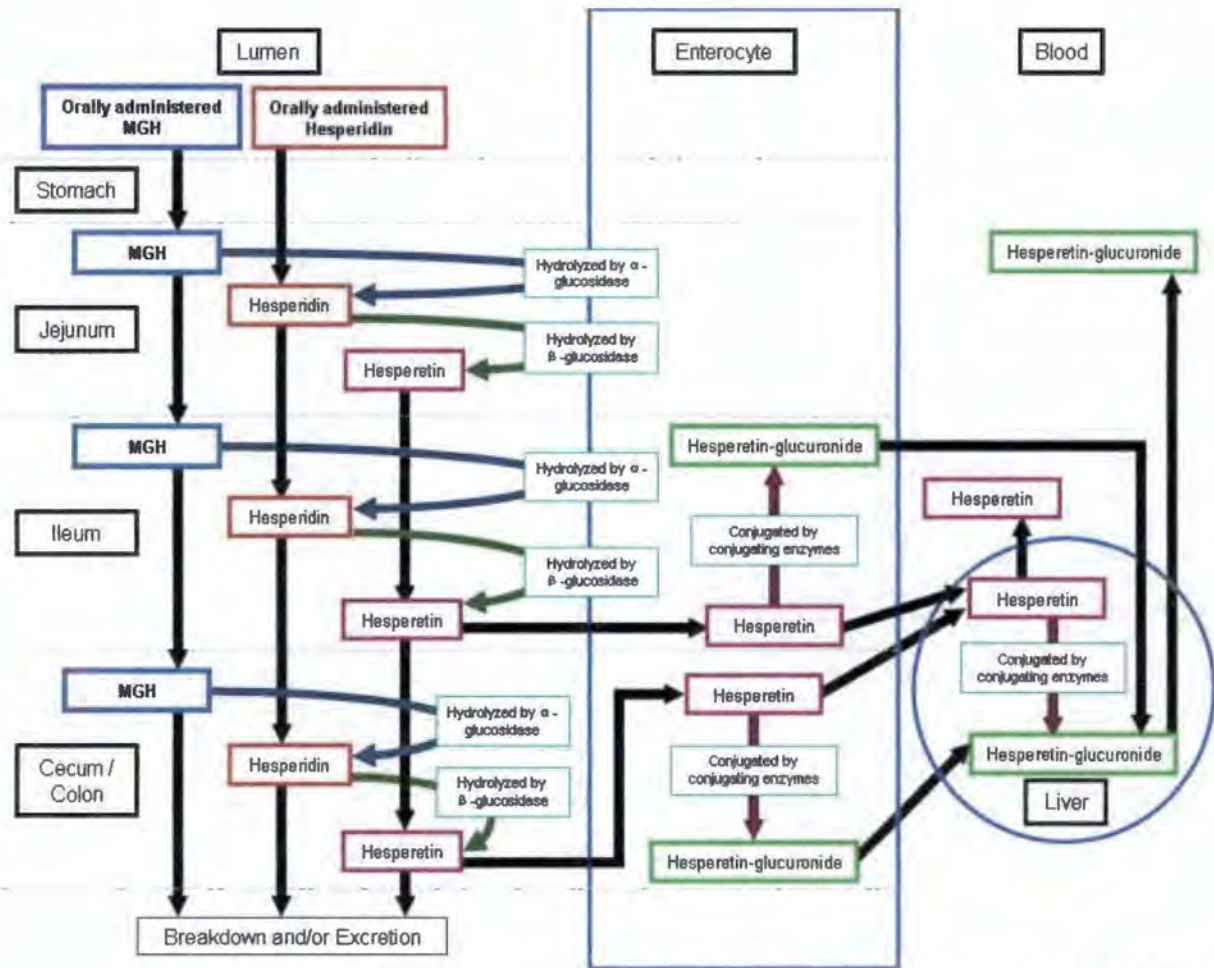 Lumen
Enterocyte
Blood
Orally administered
MGH
Orally administered
Hesperidin
Stomach
MGH
Hydrolyzed by α -
glucosidase
Hesperetin-glucuronide
Hesperidin
Jejunum
Hydrolyzed by
β -glucosidase
Hesperetin
MGH
Hesperetin-glucuronide
Hydrolyzed by α -
glucosidase
Hesperetin
Hesperidin
Ileum
Conjugated by
conjugating enzymes
Hydrolyzed by
β -glucosidase
Hesperetin
Hesperetin
Hesperetin
Conjugated by
conjugating enzymes
MGH
Hesperetin
Hydrolyzed by α -
glucosidase
Hesperidin
Cecum /
Colon
Conjugated by
conjugating enzymes
Hesperetin-glucuronide
Hydrolyzed by
β -glucosidase
Liver
Hesperetin
Hesperetin-glucuronide
Breakdown and/or Excretion